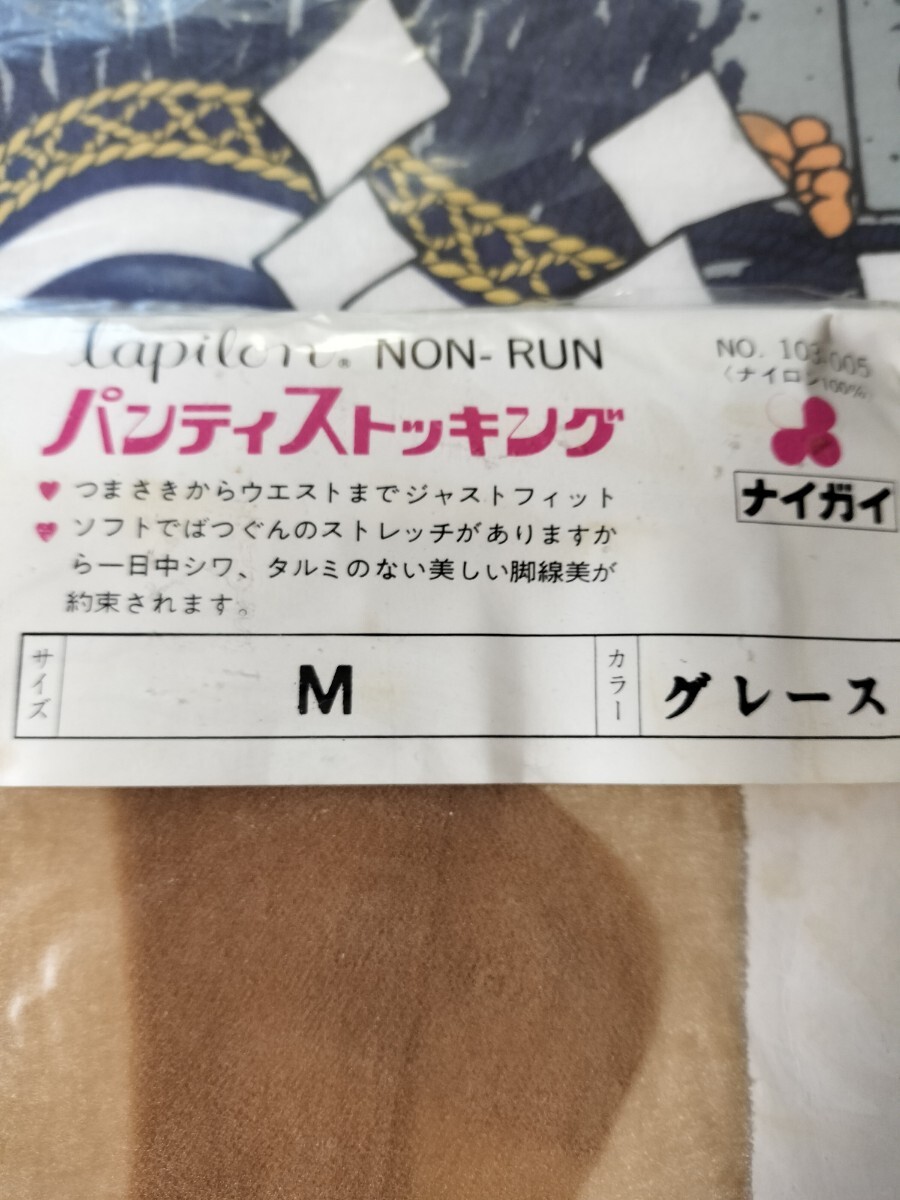 Lapilon® NON-RUN
NO. 103-005
〈ナイロン100%〉
パンティストッキング
ナイガイ
♥ つまさきからウエストまでジャストフィット
♥ ソフトでばつぐんのストレッチがありますか
ら一日中シワ、タルミのない美しい脚線美が
約束されます。
サイズ M カラー グレース